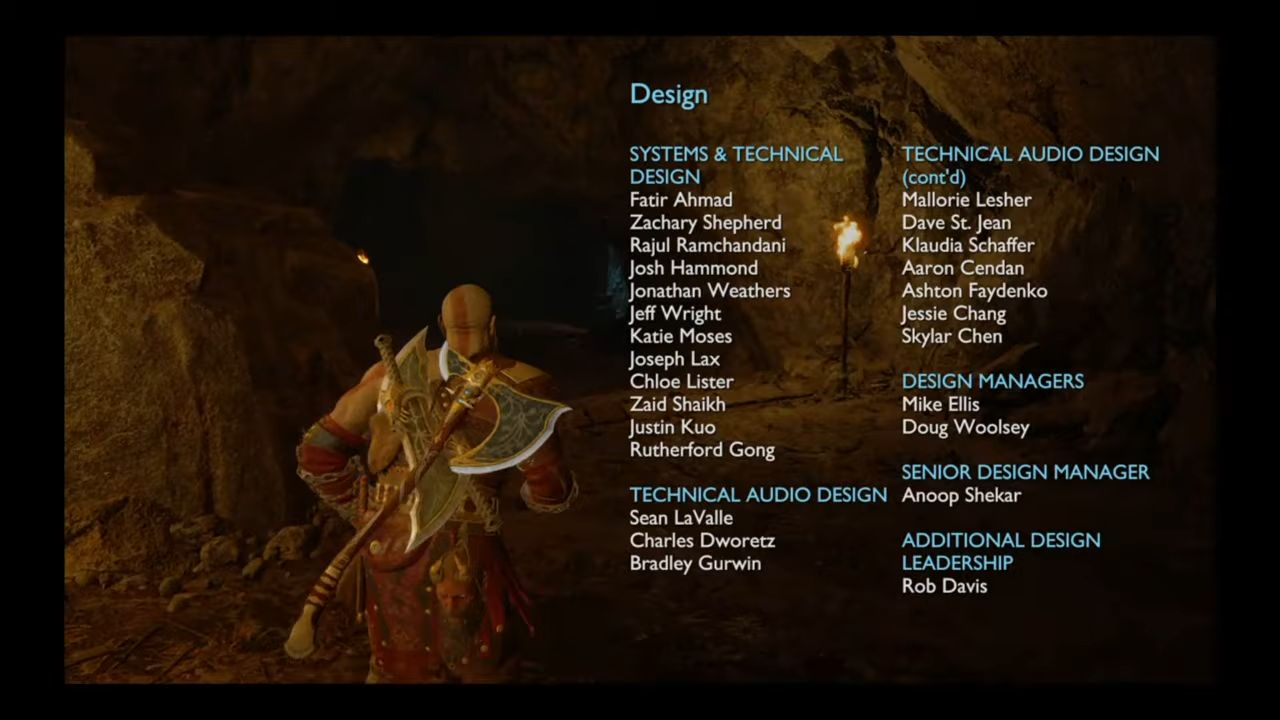 Design
SYSTEMS & TECHNICAL
DESIGN
Fatir Ahmad
Zachary Shepherd
Rajul Ramchandani
Josh Hammond
Jonathan Weathers
Jeff Wright
Katie Moses
Joseph Lax
Chloe Lister
Zaid Shaikh
Justin Kuo
Rutherford Gong
TECHNICAL AUDIO DESIGN
Sean LaValle
Charles Dworetz
Bradley Gurwin
TECHNICAL AUDIO DESIGN
(cont'd)
Mallorie Lesher
Dave St. Jean
Klaudia Schaffer
Aaron Cendan
Ashton Faydenko
Jessie Chang
Skylar Chen
DESIGN MANAGERS
Mike Ellis
Doug Woolsey
SENIOR DESIGN MANAGER
Anoop Shekar
ADDITIONAL DESIGN
LEADERSHIP
Rob Davis